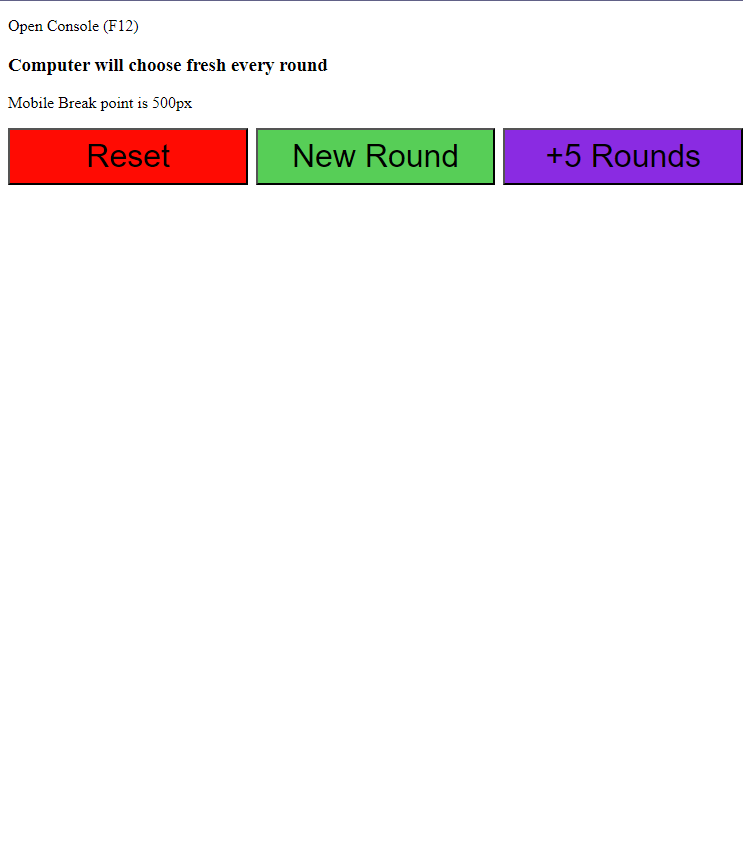 Open Console (F12)
Computer will choose fresh every round
Mobile Break point is 500px
Reset New Round +5 Rounds